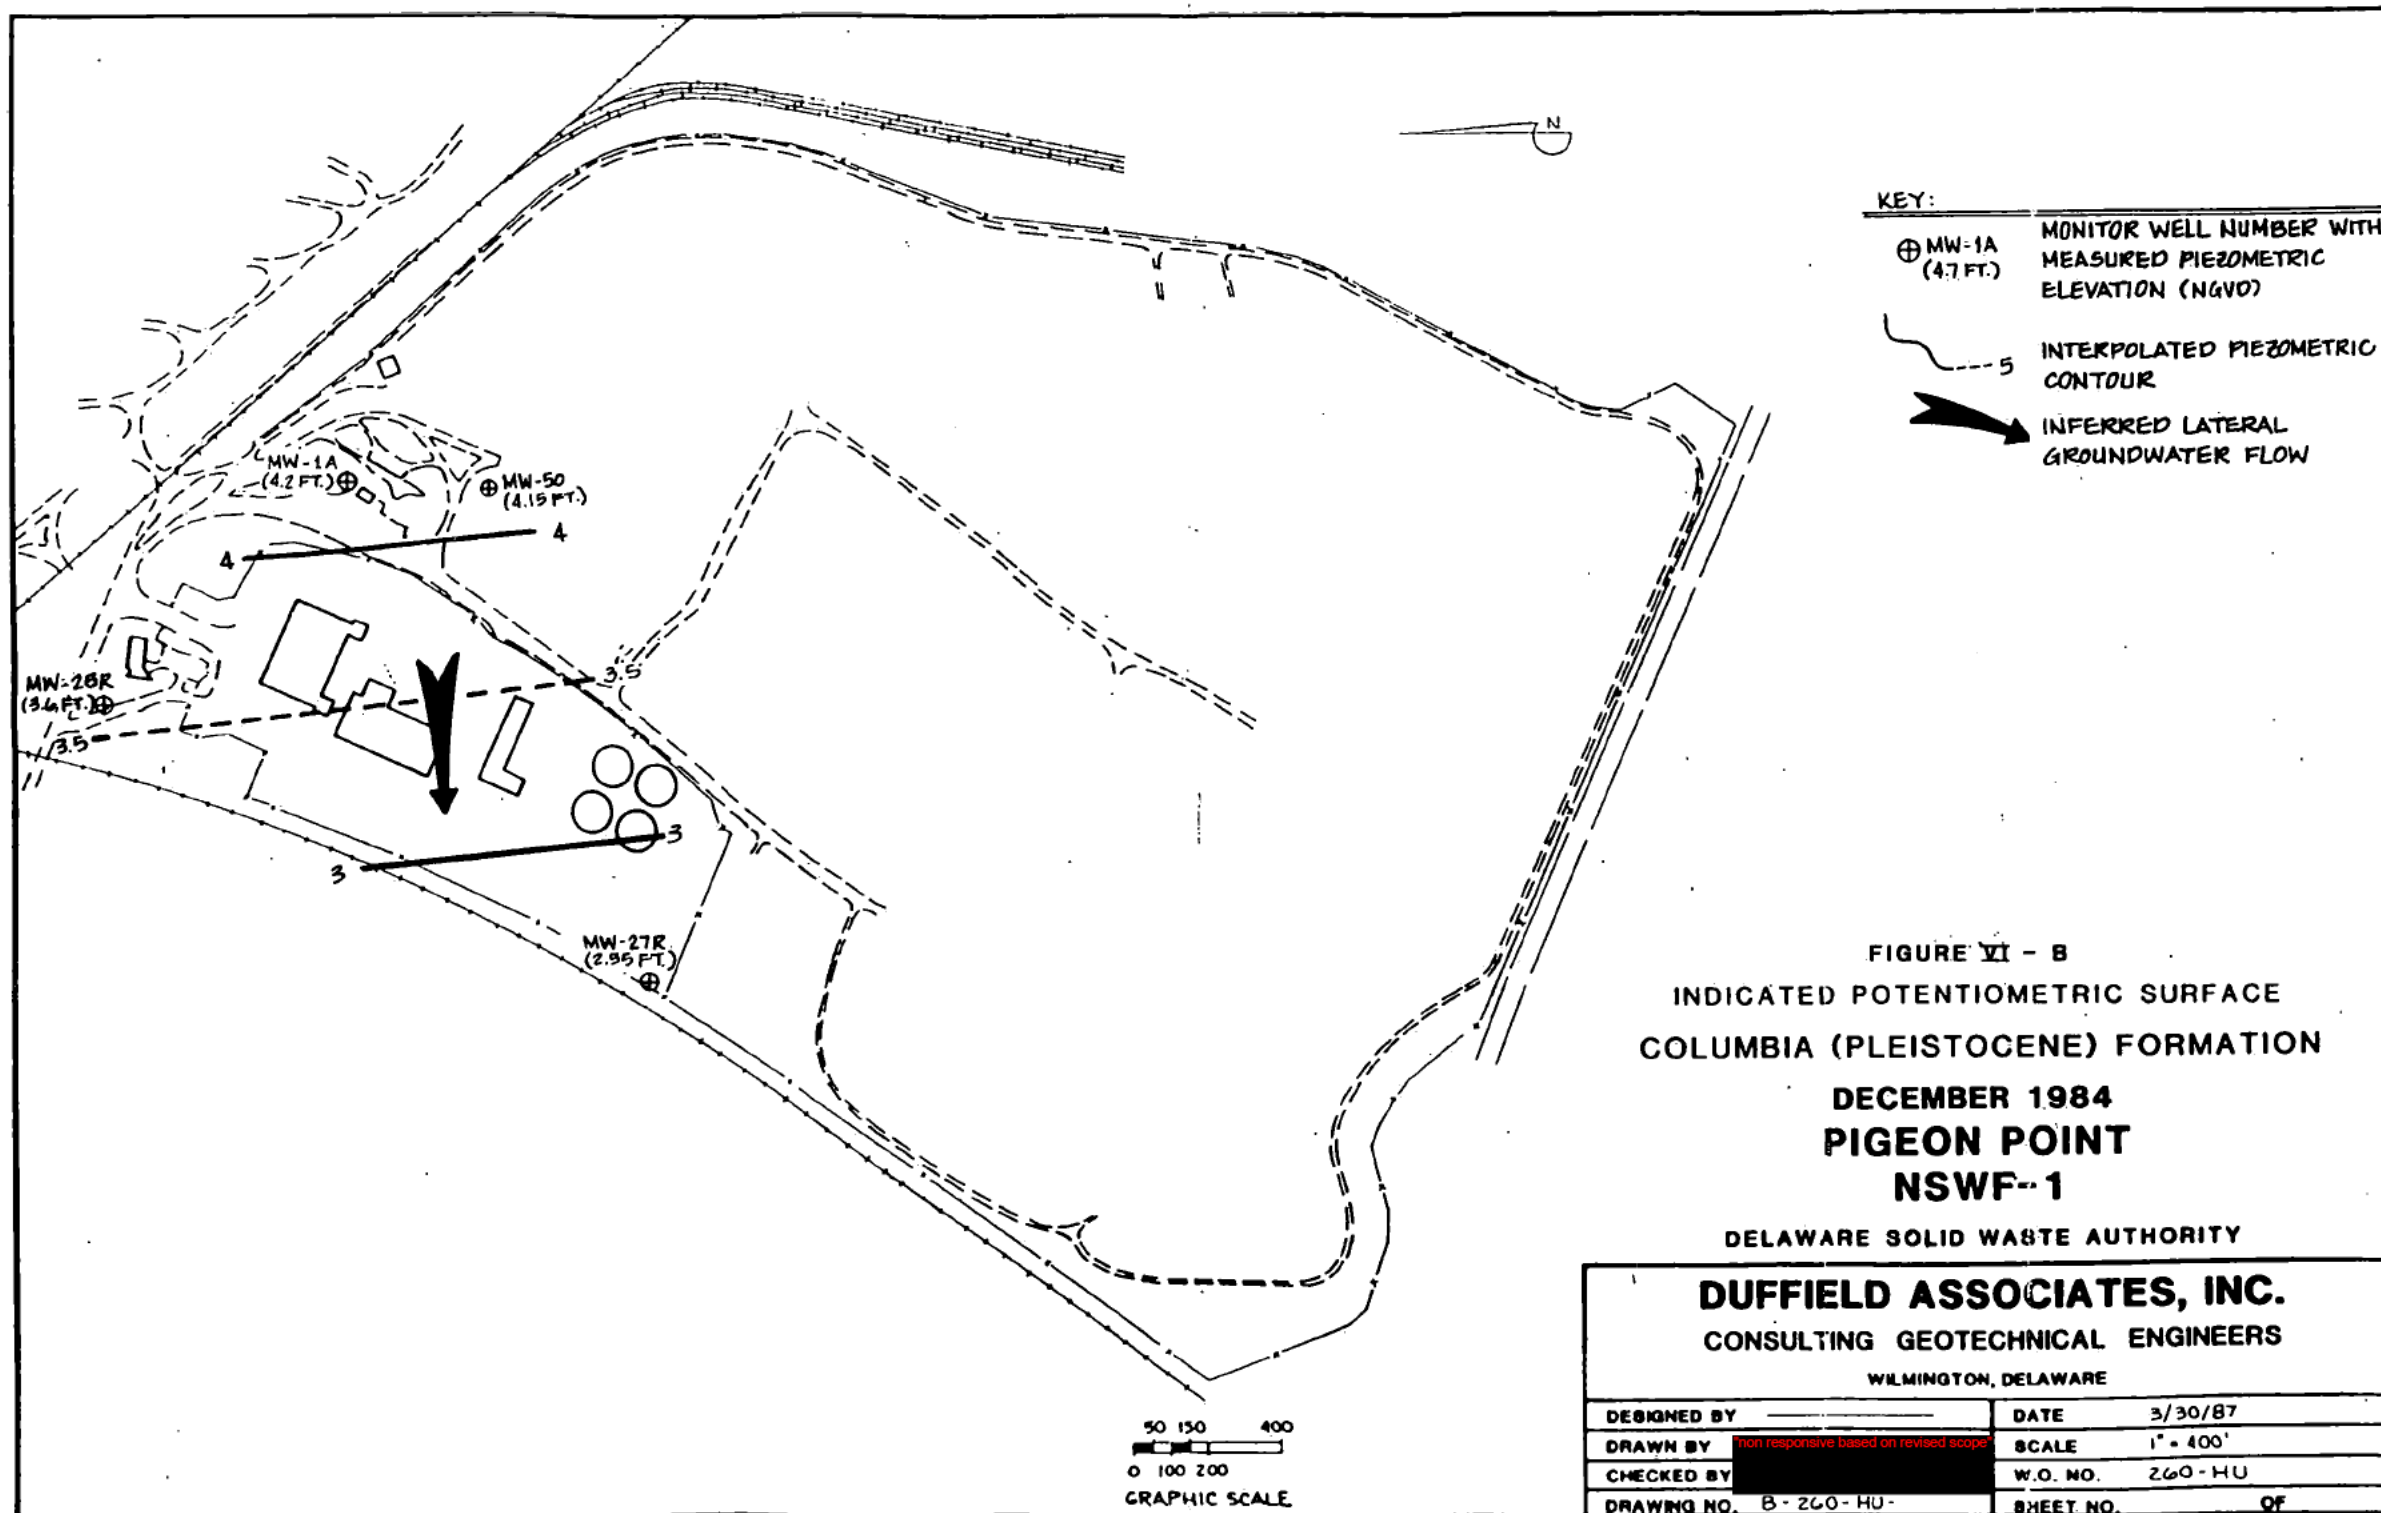 N
KEY:
⊕ MW-1A
(4.7 FT.)
MONITOR WELL NUMBER WITH
MEASURED PIEZOMETRIC
ELEVATION (NGVD)
5
INTERPOLATED PIEZOMETRIC
CONTOUR
INFERRED LATERAL
GROUNDWATER FLOW
MW-1A
(4.2 FT.)
MW-50
(4.15 FT.)
4
4
3.5
MW-26R
(3.6 FT.)
3.5
3
3
MW-27R
(2.95 FT.)
FIGURE VI - B
INDICATED POTENTIOMETRIC SURFACE
COLUMBIA (PLEISTOCENE) FORMATION
DECEMBER 1984
PIGEON POINT
NSWF-1
DELAWARE SOLID WASTE AUTHORITY
DUFFIELD ASSOCIATES, INC.
CONSULTING GEOTECHNICAL ENGINEERS
WILMINGTON, DELAWARE
DESIGNED BY
DATE 3/30/87
DRAWN BY "non responsive based on revised scope"
SCALE 1" = 400'
CHECKED BY
W.O. NO. 260-HU
DRAWING NO. B-260-HU-
SHEET NO. OF
50 150 400
0 100 200
GRAPHIC SCALE